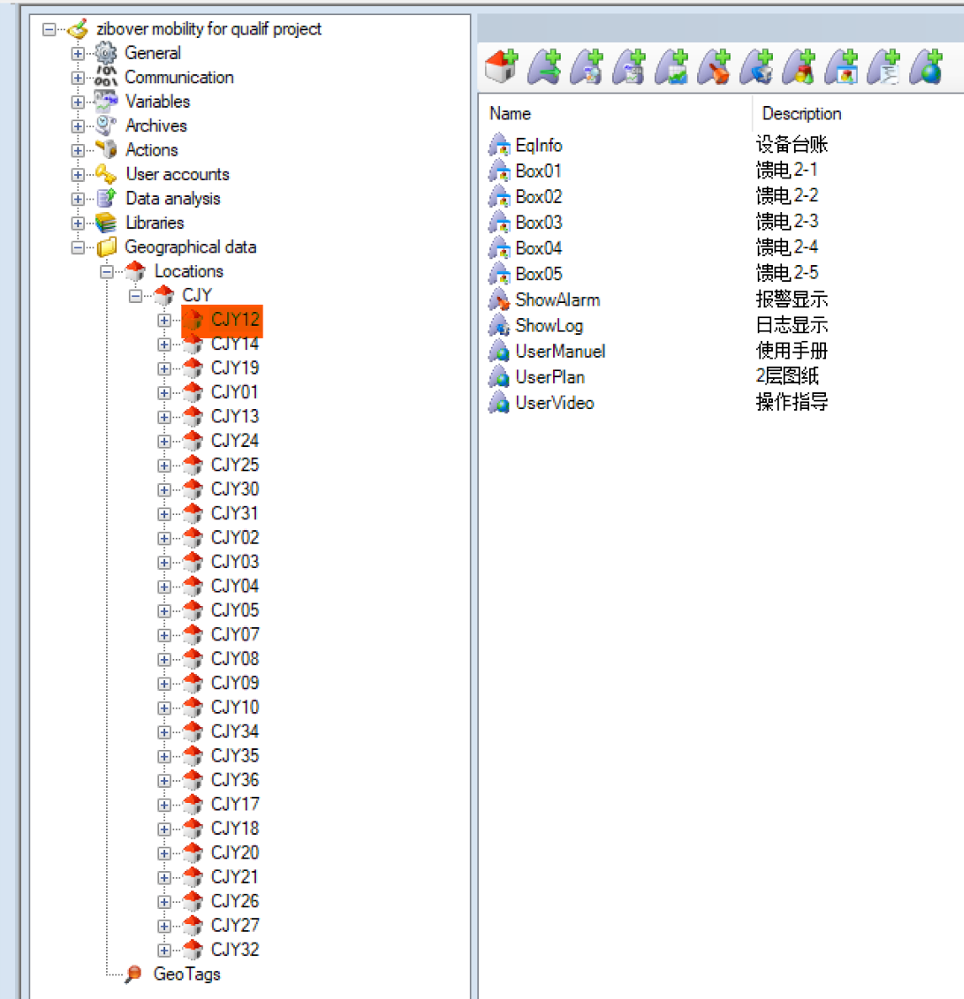 zibover mobility for qualif project
General
Communication
Variables
Archives
Actions
User accounts
Data analysis
Libraries
Geographical data
Locations
CJY
CJY12
CJY14
CJY19
CJY01
CJY13
CJY24
CJY25
CJY30
CJY31
CJY02
CJY03
CJY04
CJY05
CJY07
CJY08
CJY09
CJY10
CJY34
CJY35
CJY36
CJY17
CJY18
CJY20
CJY21
CJY26
CJY27
CJY32
GeoTags
Name Description
EqInfo 设备台账
Box01 馈电2-1
Box02 馈电2-2
Box03 馈电2-3
Box04 馈电2-4
Box05 馈电2-5
ShowAlarm 报警显示
ShowLog 日志显示
UserManuel 使用手册
UserPlan 2层图纸
UserVideo 操作指导